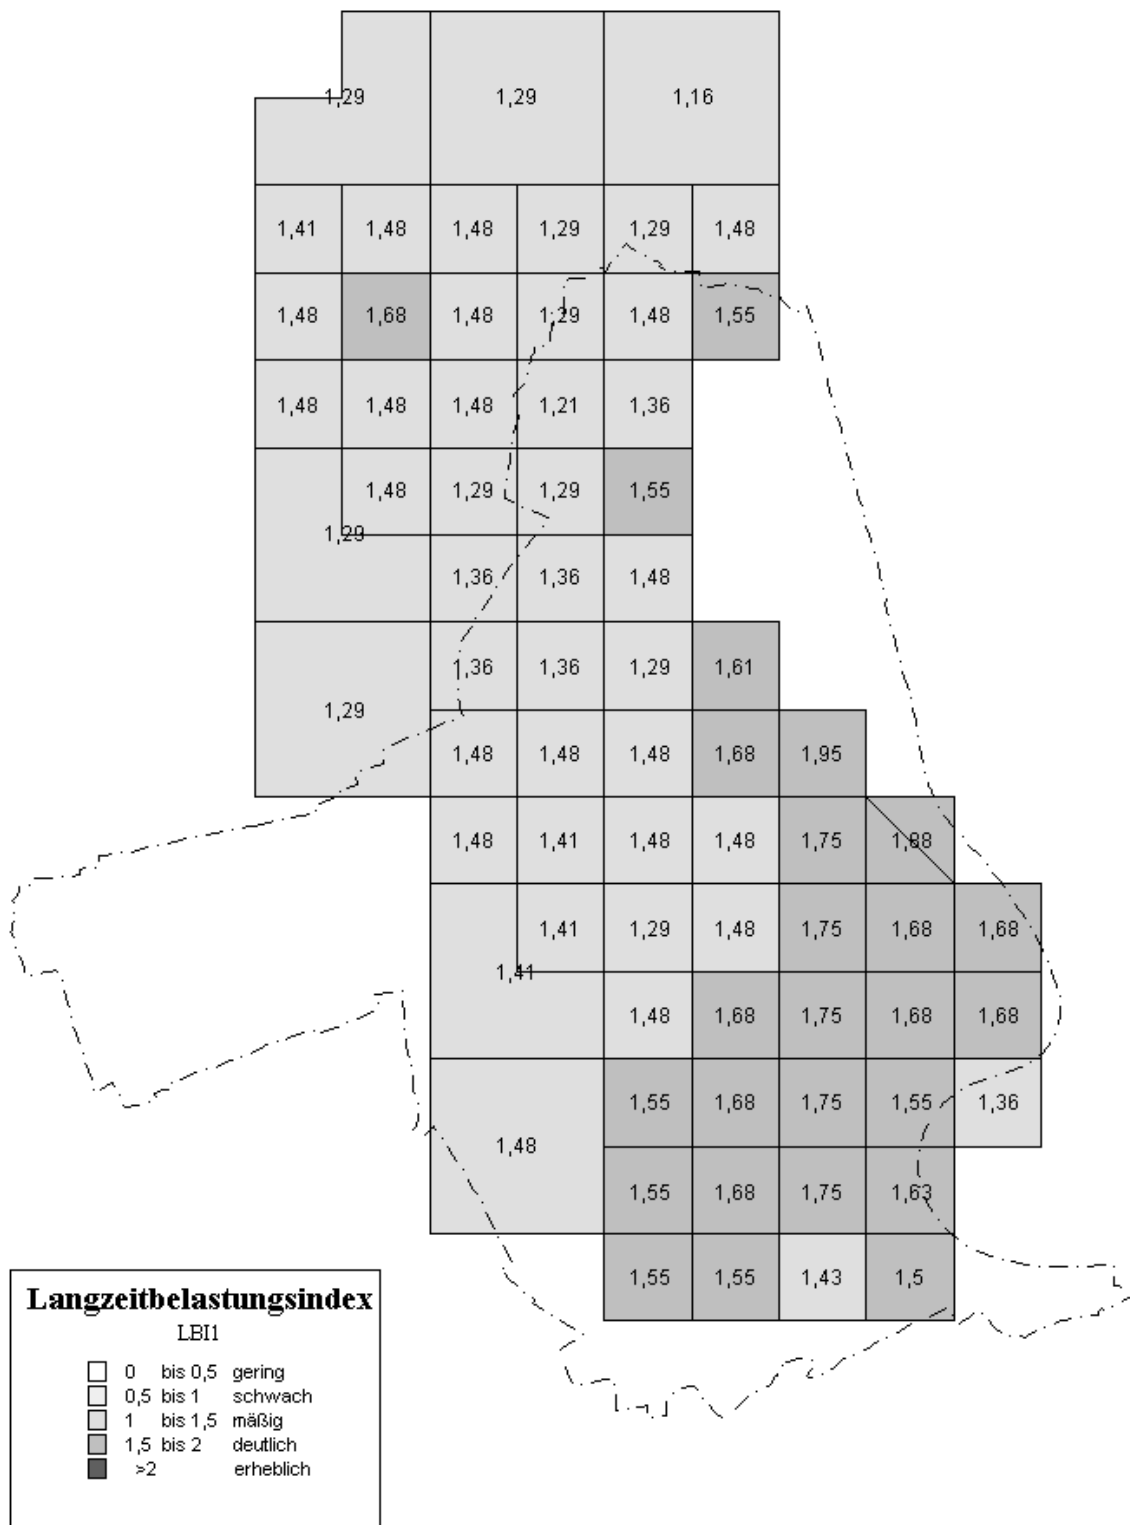 1,29 1,29 1,16
1,41 1,48 1,48 1,29 1,29 1,48
1,48 1,68 1,48 1,29 1,48 1,55
1,48 1,48 1,48 1,21 1,36
1,48 1,29 1,29 1,55
1,29
1,36 1,36 1,48
1,36 1,36 1,29 1,61
1,29
1,48 1,48 1,48 1,68 1,95
1,48 1,41 1,48 1,48 1,75 1,68
1,41 1,29 1,48 1,75 1,68 1,68
1,41
1,48 1,68 1,75 1,68 1,68
1,55 1,68 1,75 1,55 1,36
1,48
1,55 1,68 1,75 1,63
1,55 1,55 1,43 1,5
Langzeitbelastungsindex
LBI1
0 bis 0,5 gering
0,5 bis 1 schwach
1 bis 1,5 mäßig
1,5 bis 2 deutlich
>2 erheblich